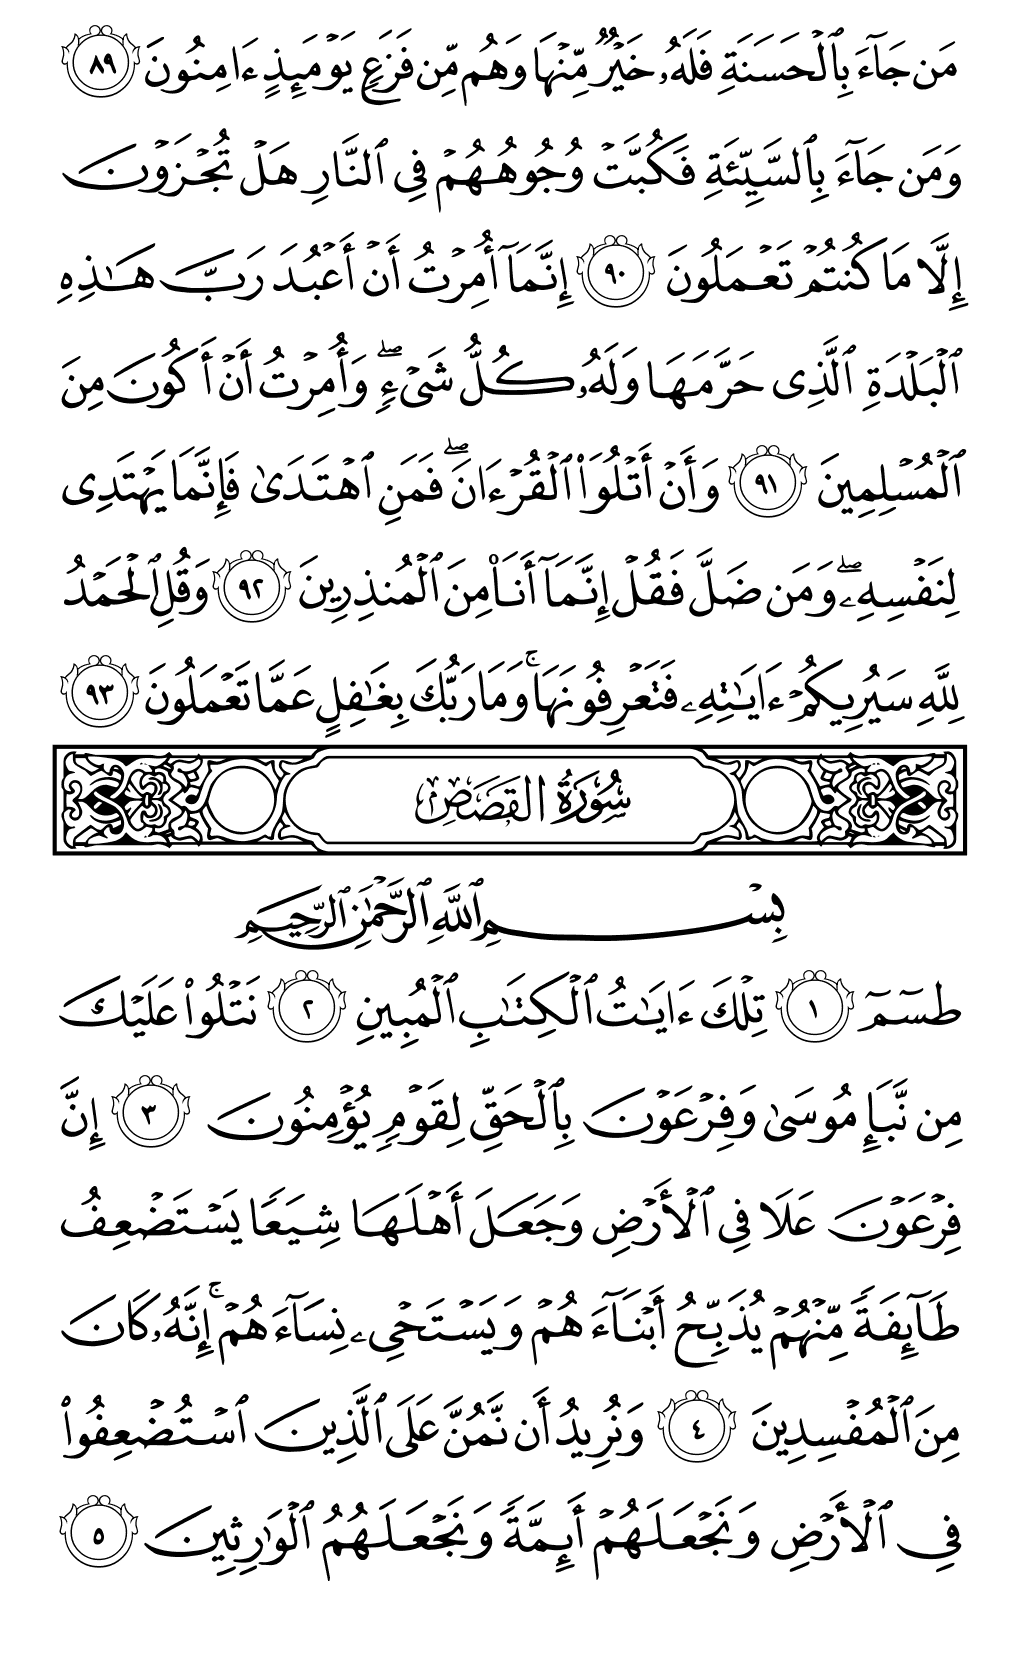 مَن جَآءَ بِٱلْحَسَنَةِ فَلَهُۥ خَيْرٌ مِّنْهَا وَهُم مِّن فَزَعٍ يَوْمَئِذٍ ءَامِنُونَ ٨٩
وَمَن جَآءَ بِٱلسَّيِّئَةِ فَكُبَّتْ وُجُوهُهُمْ فِى ٱلنَّارِ هَلْ تُجْزَوْنَ
إِلَّا مَا كُنتُمْ تَعْمَلُونَ ٩٠ إِنَّمَآ أُمِرْتُ أَنْ أَعْبُدَ رَبَّ هَـٰذِهِ
ٱلْبَلْدَةِ ٱلَّذِى حَرَّمَهَا وَلَهُۥ كُلُّ شَىْءٍۖ وَأُمِرْتُ أَنْ أَكُونَ مِنَ
ٱلْمُسْلِمِينَ ٩١ وَأَنْ أَتْلُوَا۟ ٱلْقُرْءَانَۖ فَمَنِ ٱهْتَدَىٰ فَإِنَّمَا يَهْتَدِى
لِنَفْسِهِۦۖ وَمَن ضَلَّ فَقُلْ إِنَّمَآ أَنَا۠ مِنَ ٱلْمُنذِرِينَ ٩٢ وَقُلِ ٱلْحَمْدُ
لِلَّهِ سَيُرِيكُمْ ءَايَـٰتِهِۦ فَتَعْرِفُونَهَاۚ وَمَا رَبُّكَ بِغَـٰفِلٍ عَمَّا تَعْمَلُونَ ٩٣
سُورَةُ القَصَصِ
بِسْمِ ٱللَّهِ ٱلرَّحْمَـٰنِ ٱلرَّحِيمِ
طسٓمٓ ١ تِلْكَ ءَايَـٰتُ ٱلْكِتَـٰبِ ٱلْمُبِينِ ٢ نَتْلُوا۟ عَلَيْكَ
مِن نَّبَإِ مُوسَىٰ وَفِرْعَوْنَ بِٱلْحَقِّ لِقَوْمٍ يُؤْمِنُونَ ٣ إِنَّ
فِرْعَوْنَ عَلَا فِى ٱلْأَرْضِ وَجَعَلَ أَهْلَهَا شِيَعًا يَسْتَضْعِفُ
طَآئِفَةً مِّنْهُمْ يُذَبِّحُ أَبْنَآءَهُمْ وَيَسْتَحْىِۦ نِسَآءَهُمْۚ إِنَّهُۥ كَانَ
مِنَ ٱلْمُفْسِدِينَ ٤ وَنُرِيدُ أَن نَّمُنَّ عَلَى ٱلَّذِينَ ٱسْتُضْعِفُوا۟
فِى ٱلْأَرْضِ وَنَجْعَلَهُمْ أَئِمَّةً وَنَجْعَلَهُمُ ٱلْوَٰرِثِينَ ٥